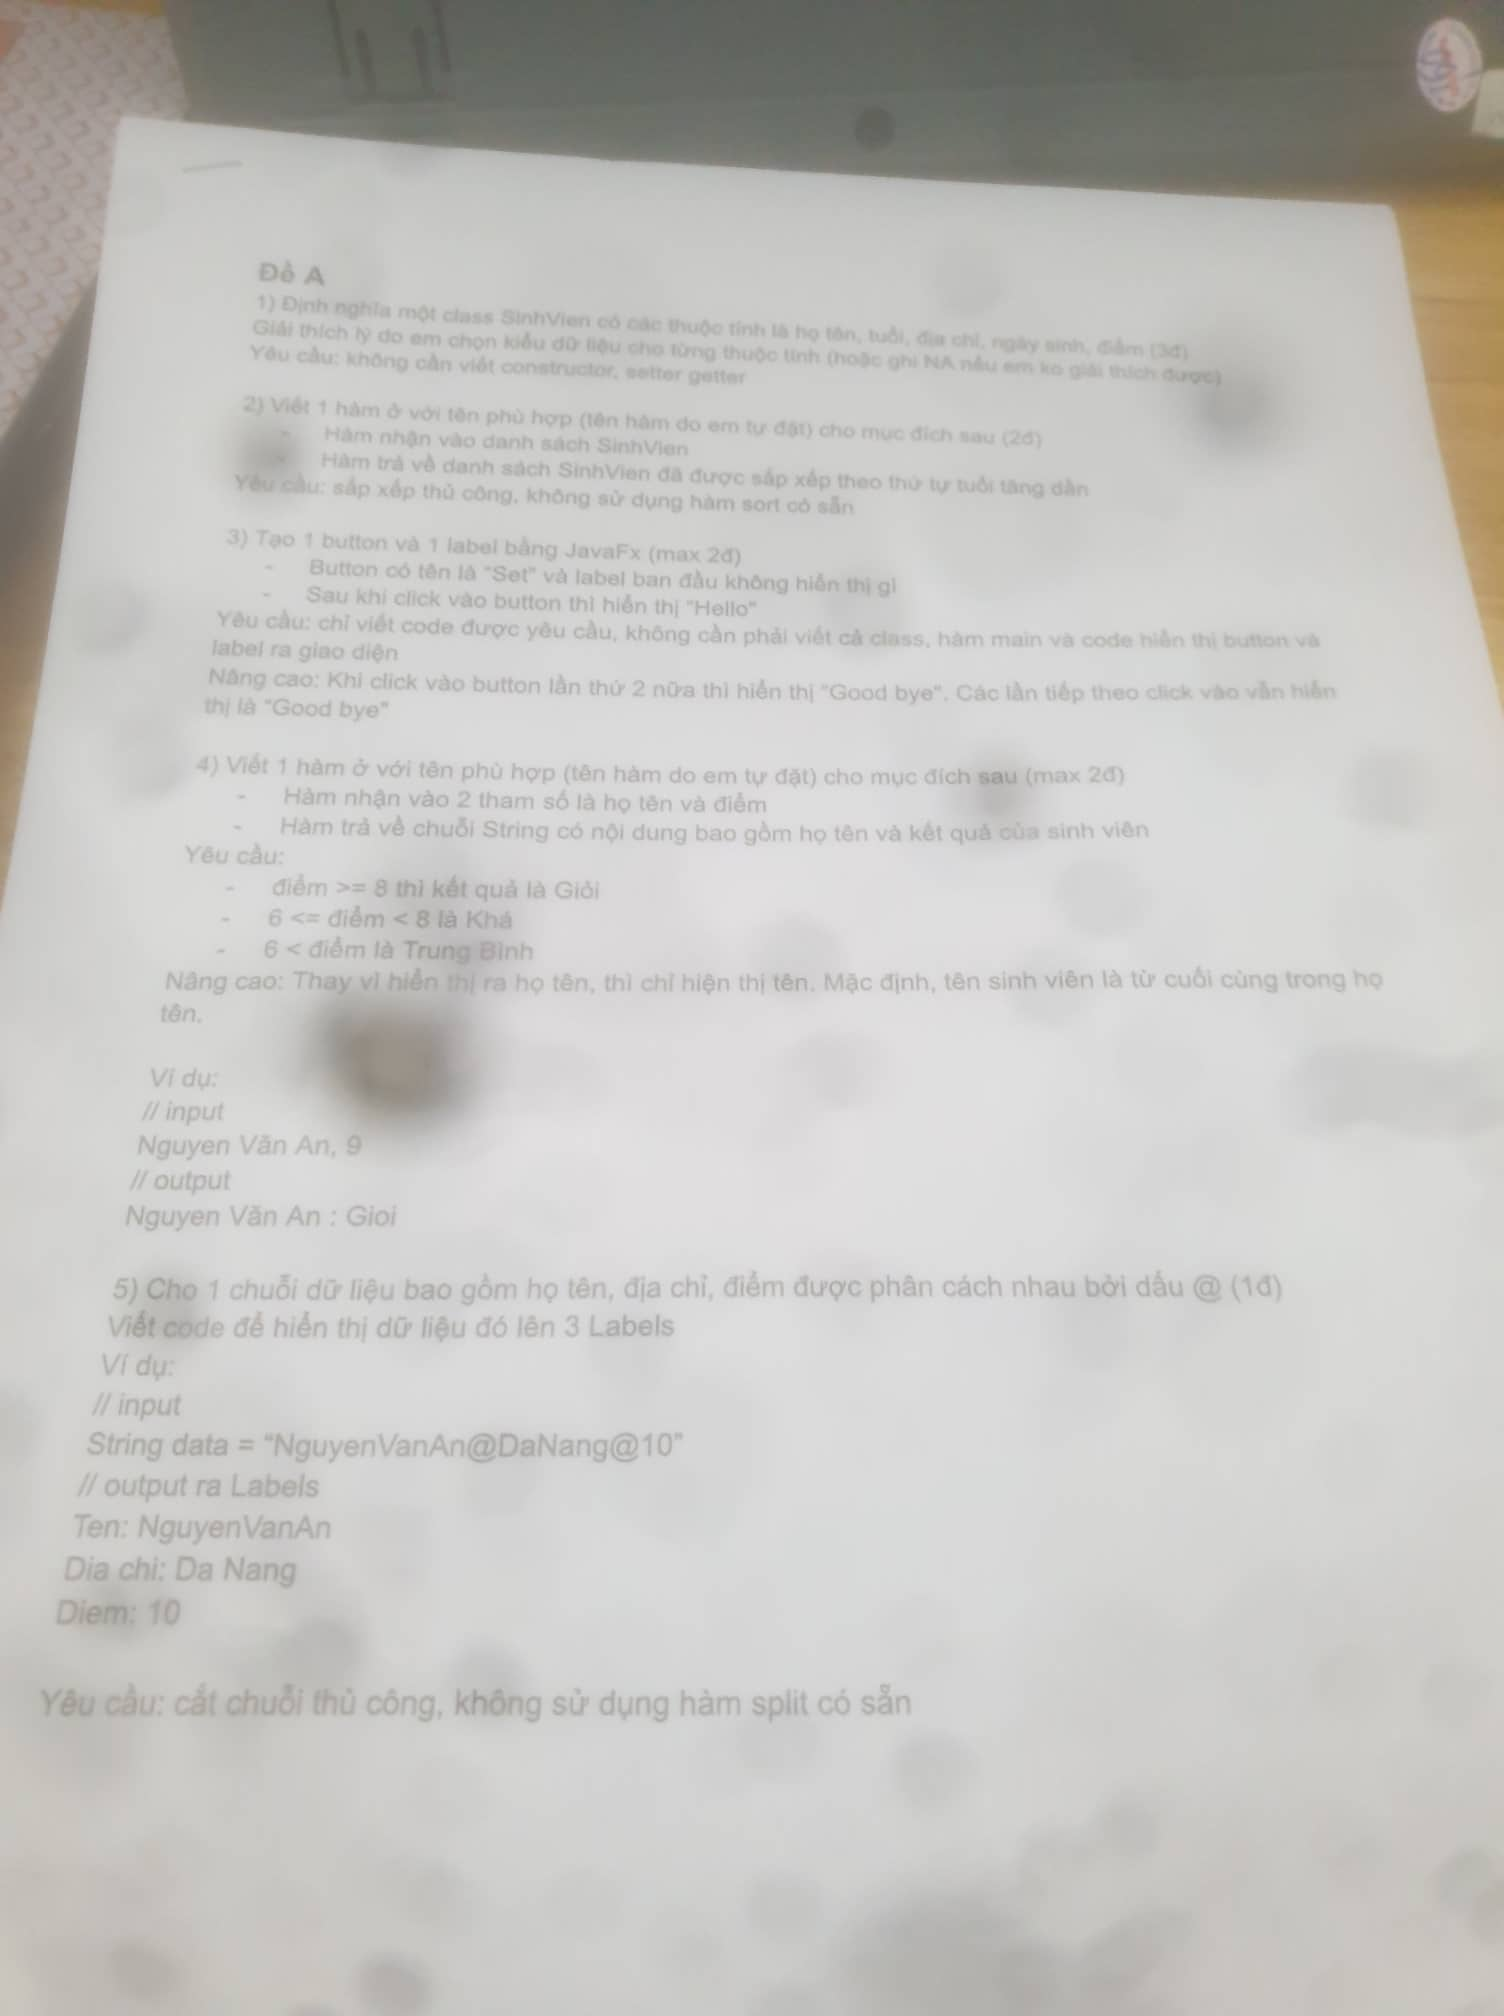 Đề A
1) Định nghĩa một class SinhVien có các thuộc tính là họ tên, tuổi, địa chỉ, ngày sinh, điểm (3đ)
Giải thích lý do em chọn kiểu dữ liệu cho từng thuộc tính (hoặc ghi NA nếu em ko giải thích được)
Yêu cầu: không cần viết constructor, setter getter
2) Viết 1 hàm ở với tên phù hợp (tên hàm do em tự đặt) cho mục đích sau (2đ)
- Hàm nhận vào danh sách SinhVien
- Hàm trả về danh sách SinhVien đã được sắp xếp theo thứ tự tuổi tăng dần
Yêu cầu: sắp xếp thủ công, không sử dụng hàm sort có sẵn
3) Tạo 1 button và 1 label bằng JavaFx (max 2đ)
- Button có tên là "Set" và label ban đầu không hiển thị gì
- Sau khi click vào button thì hiển thị "Hello"
Yêu cầu: chỉ viết code được yêu cầu, không cần phải viết cả class, hàm main và code hiển thị button và
label ra giao diện
Nâng cao: Khi click vào button lần thứ 2 nữa thì hiển thị "Good bye". Các lần tiếp theo click vào vẫn hiển
thị là "Good bye"
4) Viết 1 hàm ở với tên phù hợp (tên hàm do em tự đặt) cho mục đích sau (max 2đ)
- Hàm nhận vào 2 tham số là họ tên và điểm
- Hàm trả về chuỗi String có nội dung bao gồm họ tên và kết quả của sinh viên
Yêu cầu:
- điểm >= 8 thì kết quả là Giỏi
- 6 <= điểm < 8 là Khá
- 6 < điểm là Trung Bình
Nâng cao: Thay vì hiển thị ra họ tên, thì chỉ hiện thị tên. Mặc định, tên sinh viên là từ cuối cùng trong họ
tên.
Ví dụ:
// input
Nguyen Văn An, 9
// output
Nguyen Văn An : Gioi
5) Cho 1 chuỗi dữ liệu bao gồm họ tên, địa chỉ, điểm được phân cách nhau bởi dấu @ (1đ)
Viết code để hiển thị dữ liệu đó lên 3 Labels
Ví dụ:
// input
String data = “NguyenVanAn@DaNang@10”
// output ra Labels
Ten: NguyenVanAn
Dia chi: Da Nang
Diem: 10
Yêu cầu: cắt chuỗi thủ công, không sử dụng hàm split có sẵn